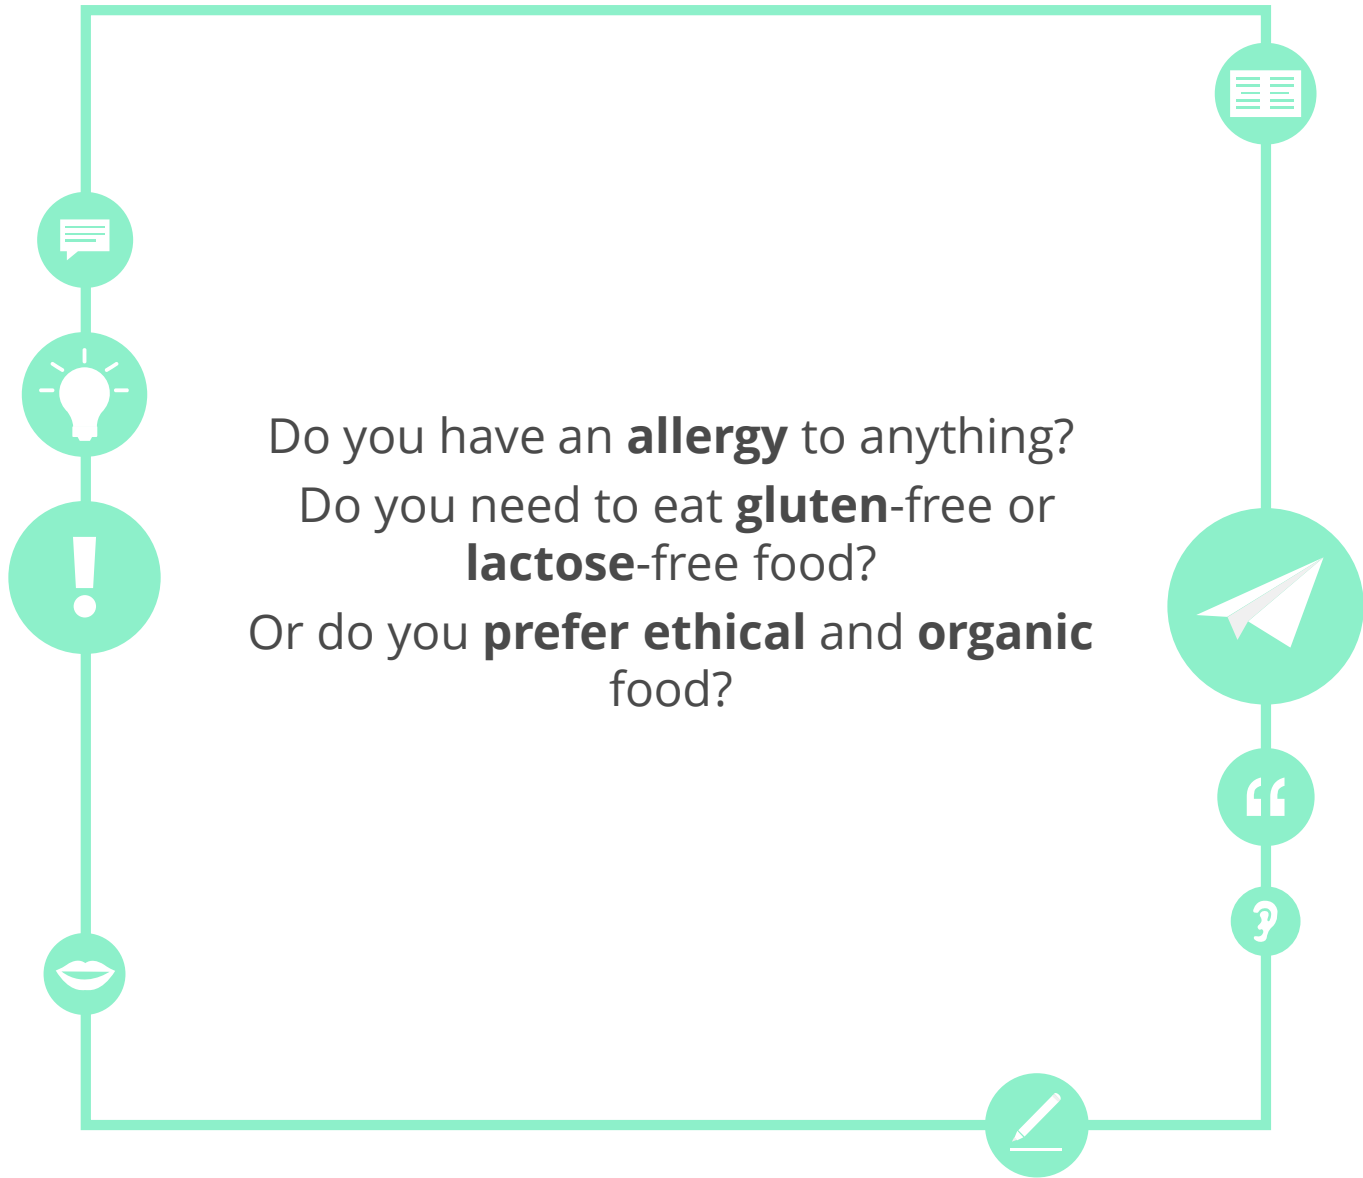 Do you have an allergy to anything?
Do you need to eat gluten-free or
lactose-free food?
Or do you prefer ethical and organic
food?